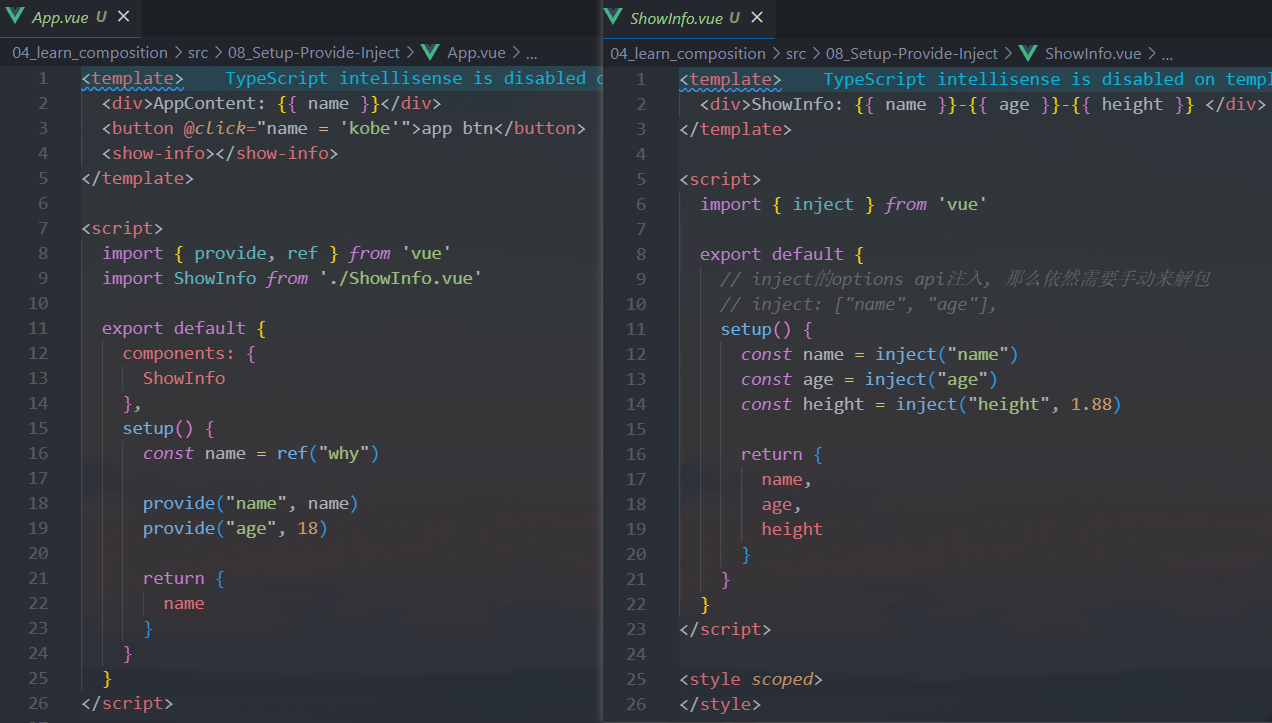 App.vue U ×
04_learn_composition > src > 08_Setup-Provide-Inject > App.vue > ...
1 <template> TypeScript intellisense is disabled
2 <div>AppContent: {{ name }}</div>
3 <button @click="name = 'kobe'">app btn</button>
4 <show-info></show-info>
5 </template>
6
7 <script>
8 import { provide, ref } from 'vue'
9 import ShowInfo from './ShowInfo.vue'
10
11 export default {
12 components: {
13 ShowInfo
14 },
15 setup() {
16 const name = ref("why")
17
18 provide("name", name)
19 provide("age", 18)
20
21 return {
22 name
23 }
24 }
25 }
26 </script>
ShowInfo.vue U ×
04_learn_composition > src > 08_Setup-Provide-Inject > ShowInfo.vue > ...
1 <template> TypeScript intellisense is disabled on templ
2 <div>ShowInfo: {{ name }}-{{ age }}-{{ height }} </div>
3 </template>
4
5 <script>
6 import { inject } from 'vue'
7
8 export default {
9 // inject的options api注入, 那么依然需要手动来解包
10 // inject: ["name", "age"],
11 setup() {
12 const name = inject("name")
13 const age = inject("age")
14 const height = inject("height", 1.88)
15
16 return {
17 name,
18 age,
19 height
20 }
21 }
22 }
23 </script>
24
25 <style scoped>
26 </style>